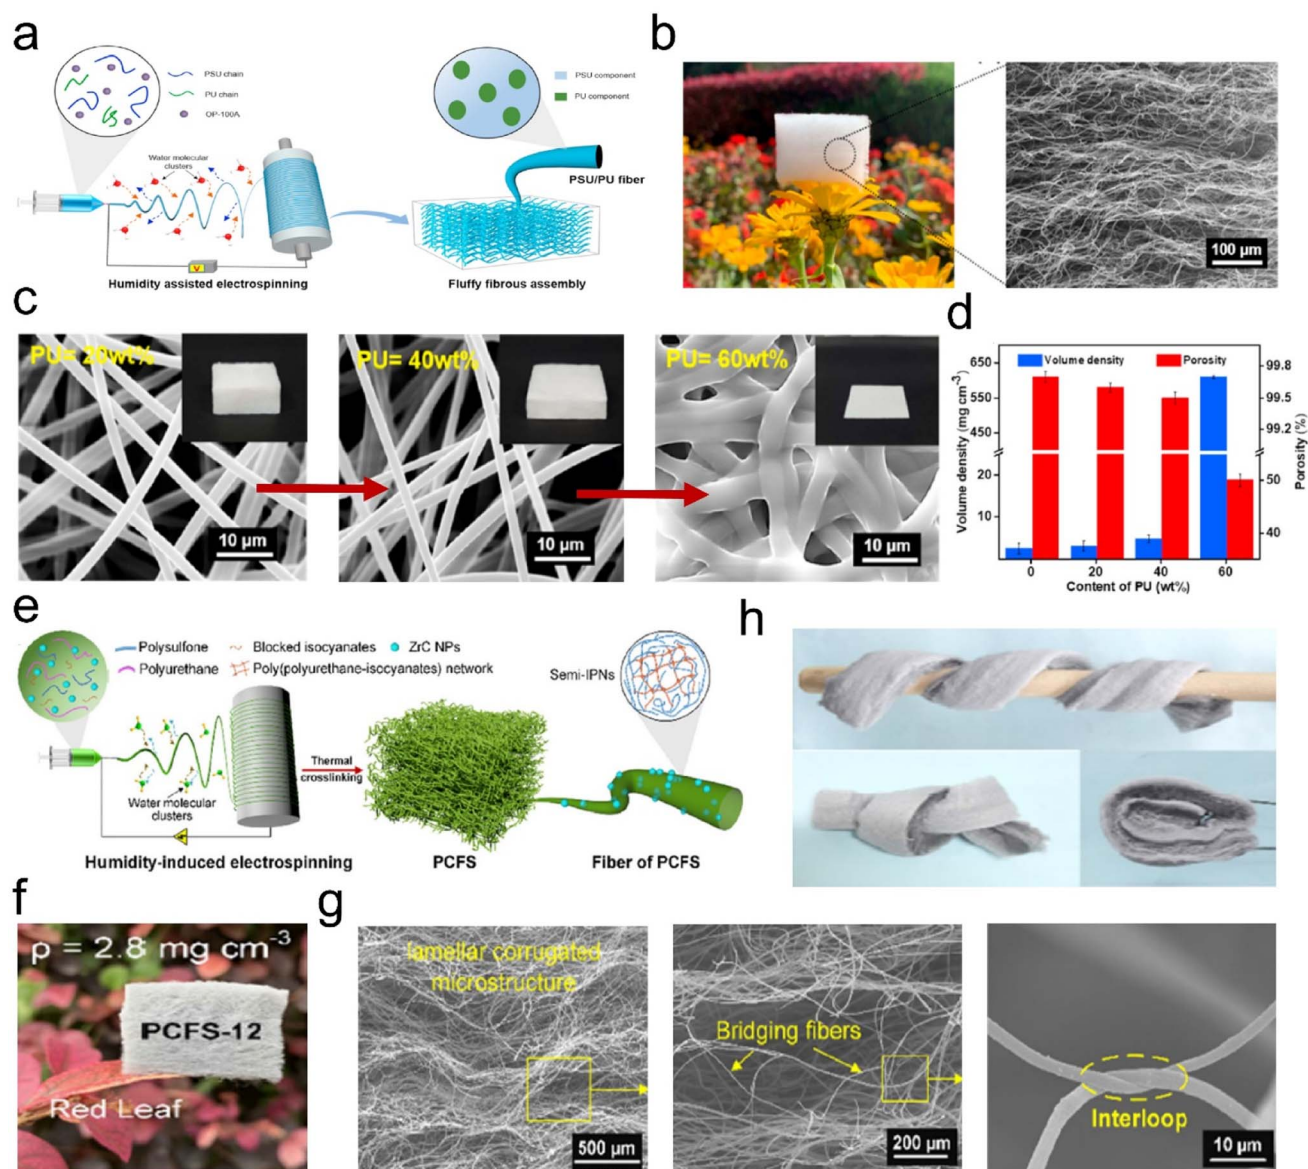 a
PSU chain
PU chain
OP-100A
Water molecular
clusters
V
Humidity assisted electrospinning
PSU component
PU component
PSU/PU fiber
Fluffy fibrous assembly
b
100 µm
c
PU= 20wt%
10 µm
PU= 40wt%
10 µm
PU= 60wt%
10 µm
d
Volume density
Porosity
Volume density (mg cm⁻³)
650
550
450
20
10
99.8
99.5
99.2
50
40
Porosity (%)
0
20
40
60
Content of PU (wt%)
e
Polysulfone
Blocked isocyanates
ZrC NPs
Polyurethane
Poly(polyurethane-isocyanates) network
Water molecular
clusters
Humidity-induced electrospinning
Thermal
crosslinking
PCFS
Semi-IPNs
Fiber of PCFS
h
f
ρ = 2.8 mg cm⁻³
PCFS-12
Red Leaf
g
lamellar corrugated
microstructure
500 µm
Bridging fibers
200 µm
Interloop
10 µm